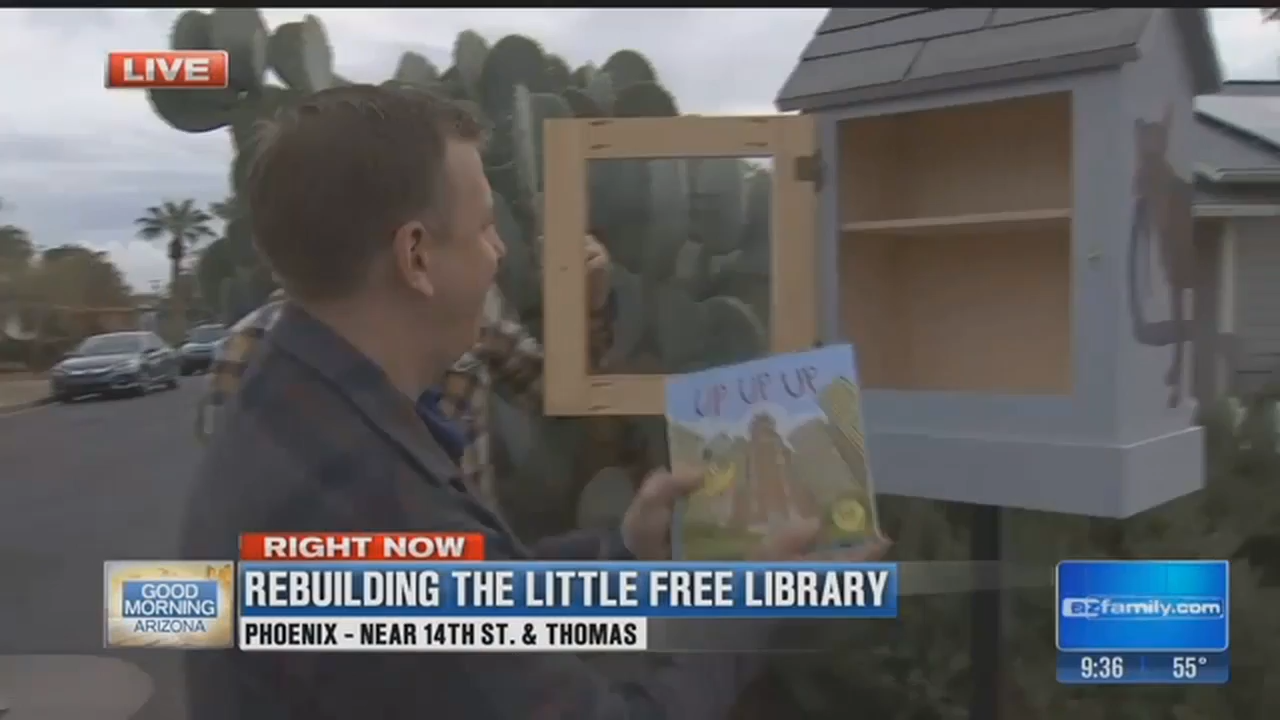 LIVE
UP UP UP
RIGHT NOW
REBUILDING THE LITTLE FREE LIBRARY
GOOD
MORNING
ARIZONA
PHOENIX - NEAR 14TH ST. & THOMAS
azfamily.com
9:36 55°